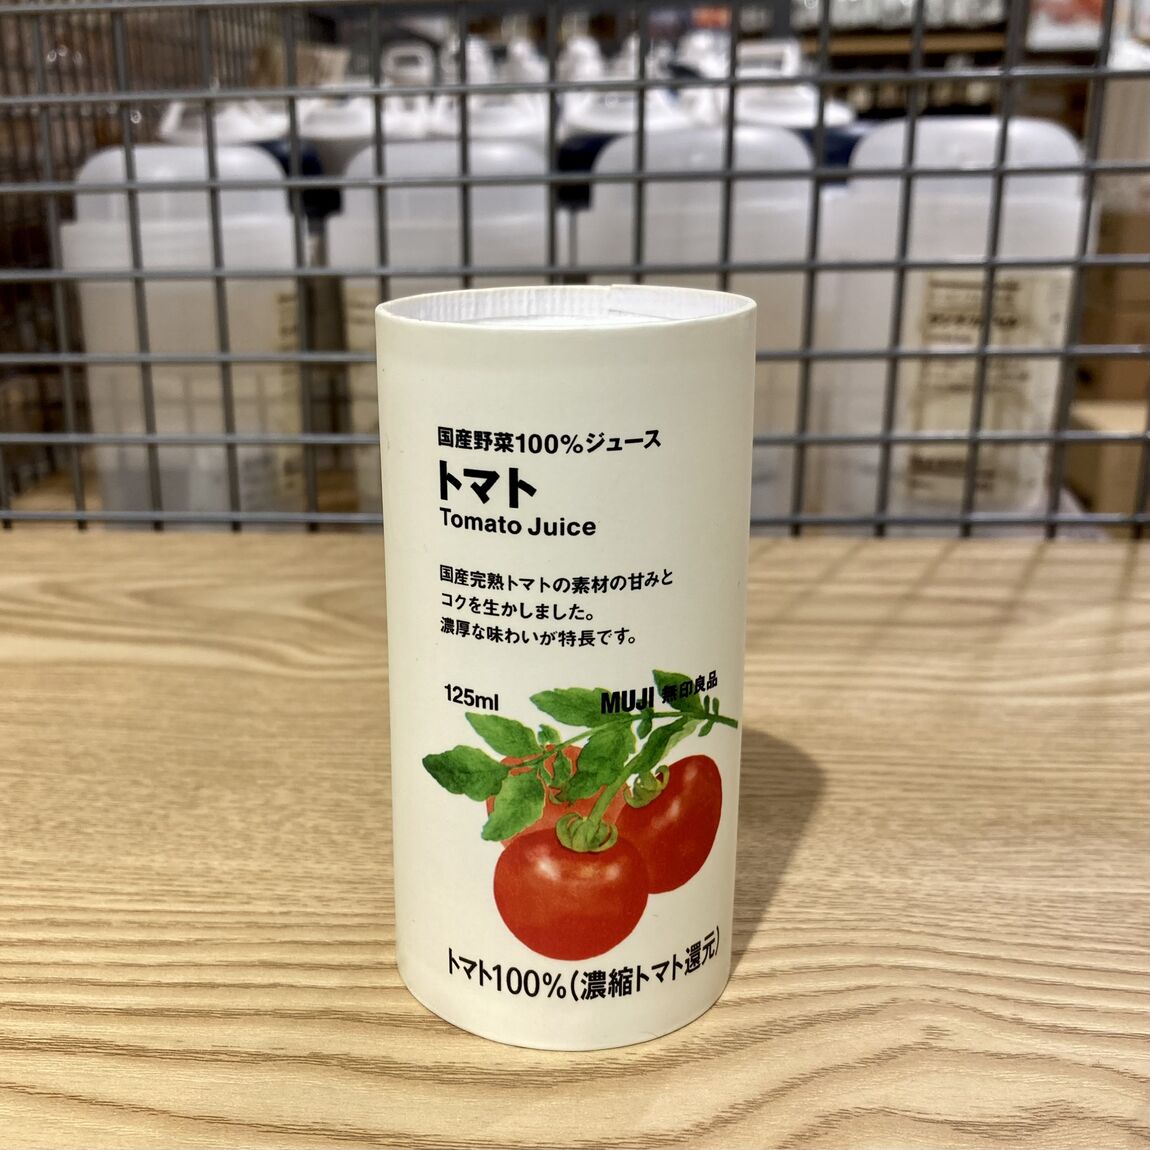 国産野菜100%ジュース
トマト
Tomato Juice
国産完熟トマトの素材の甘みと
コクを生かしました。
濃厚な味わいが特長です。
125ml
MUJI 無印良品
トマト100%(濃縮トマト還元)